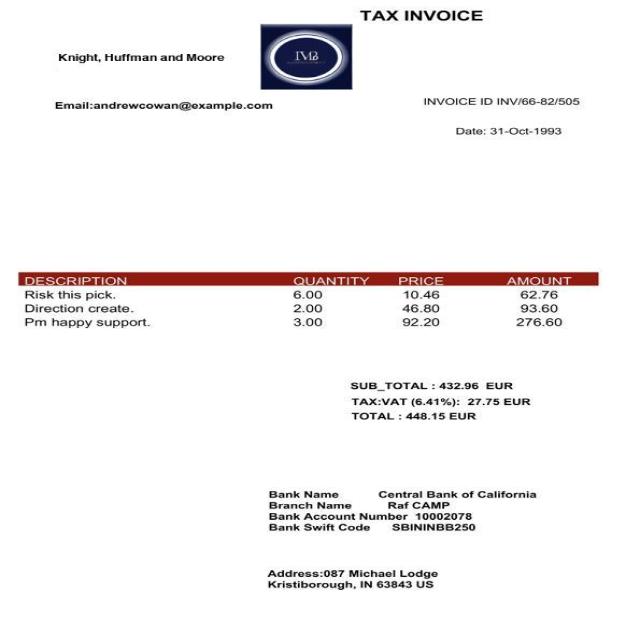 TAX INVOICE
Knight, Huffman and Moore
Email:andrewcowan@example.com
INVOICE ID INV/66-82/505
Date: 31-Oct-1993
DESCRIPTION QUANTITY PRICE AMOUNT
Risk this pick. 6.00 10.46 62.76
Direction create. 2.00 46.80 93.60
Pm happy support. 3.00 92.20 276.60
SUB_TOTAL : 432.96 EUR
TAX:VAT (6.41%): 27.75 EUR
TOTAL : 448.15 EUR
Bank Name Central Bank of California
Branch Name Raf CAMP
Bank Account Number 10002078
Bank Swift Code SBININBB250
Address:087 Michael Lodge
Kristiborough, IN 63843 US